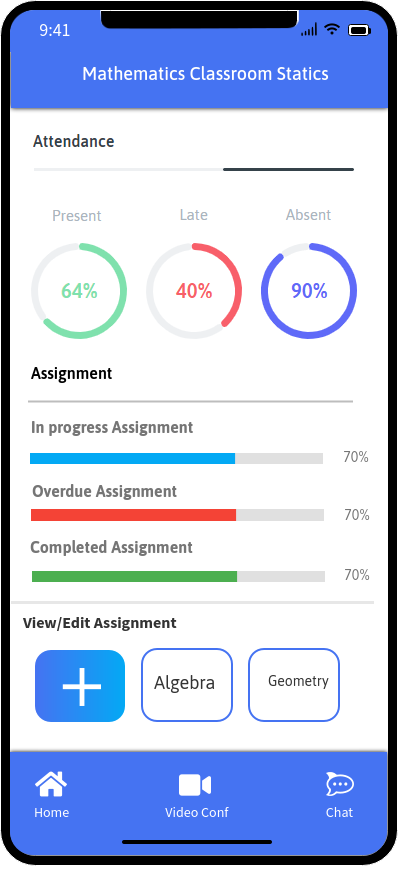 9:41
Mathematics Classroom Statics
Attendance
Present Late Absent
64% 40% 90%
Assignment
In progress Assignment
70%
Overdue Assignment
70%
Completed Assignment
70%
View/Edit Assignment
Algebra Geometry
Home Video Conf Chat